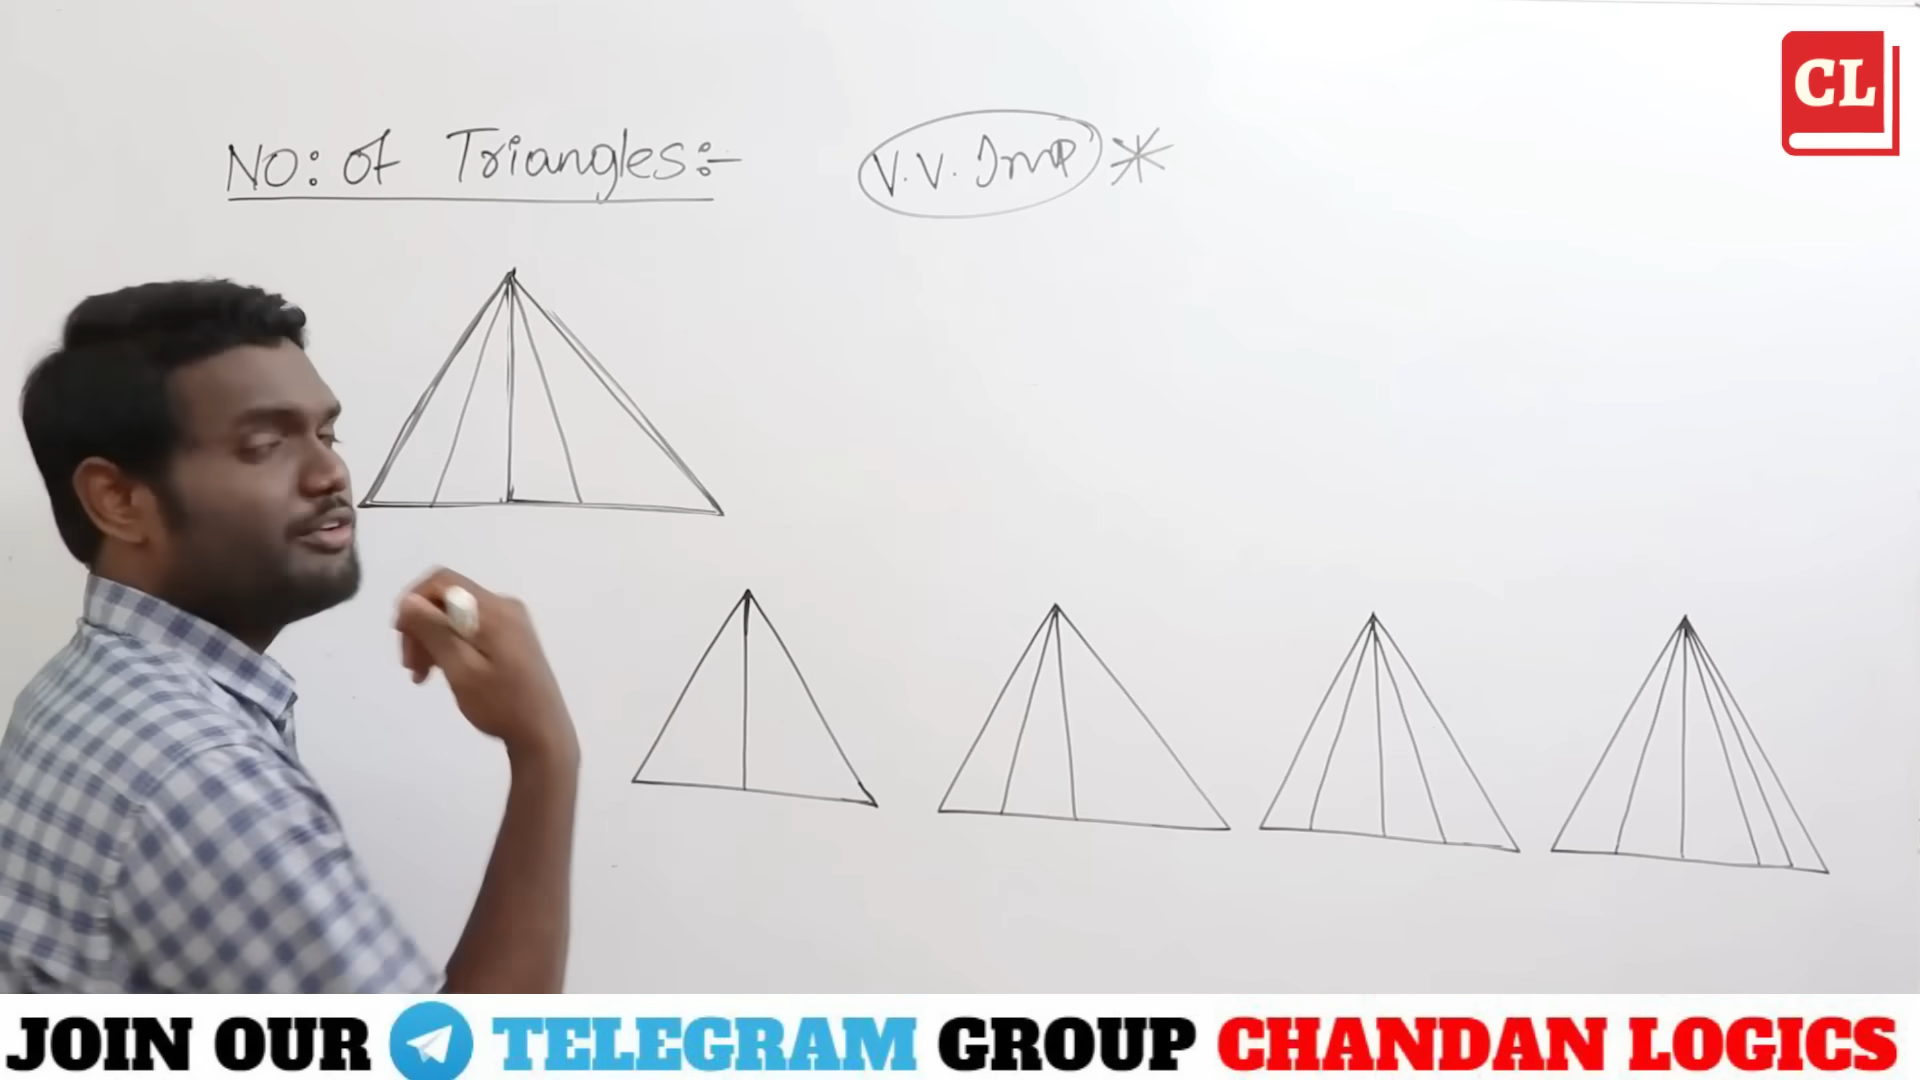 CL
NO: of Triangles:-
V.V. Imp *
JOIN OUR TELEGRAM GROUP CHANDAN LOGICS